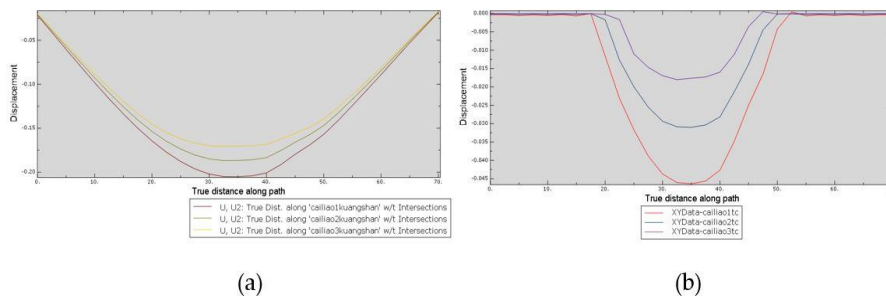 -0.05
-0.10
-0.15
-0.20
Displacement
0. 10. 20. 30. 40. 50. 60. 70.
True distance along path
U, U2: True Dist. along 'cailiao1kuangshan' w/t Intersections
U, U2: True Dist. along 'cailiao2kuangshan' w/t Intersections
U, U2: True Dist. along 'cailiao3kuangshan' w/t Intersections
(a)
0.000
-0.005
-0.010
-0.015
-0.020
-0.025
-0.030
-0.035
-0.040
-0.045
Displacement
0. 10. 20. 30. 40. 50. 60. 70.
True distance along path
XYData-cailiao1tc
XYData-cailiao2tc
XYData-cailiao3tc
(b)